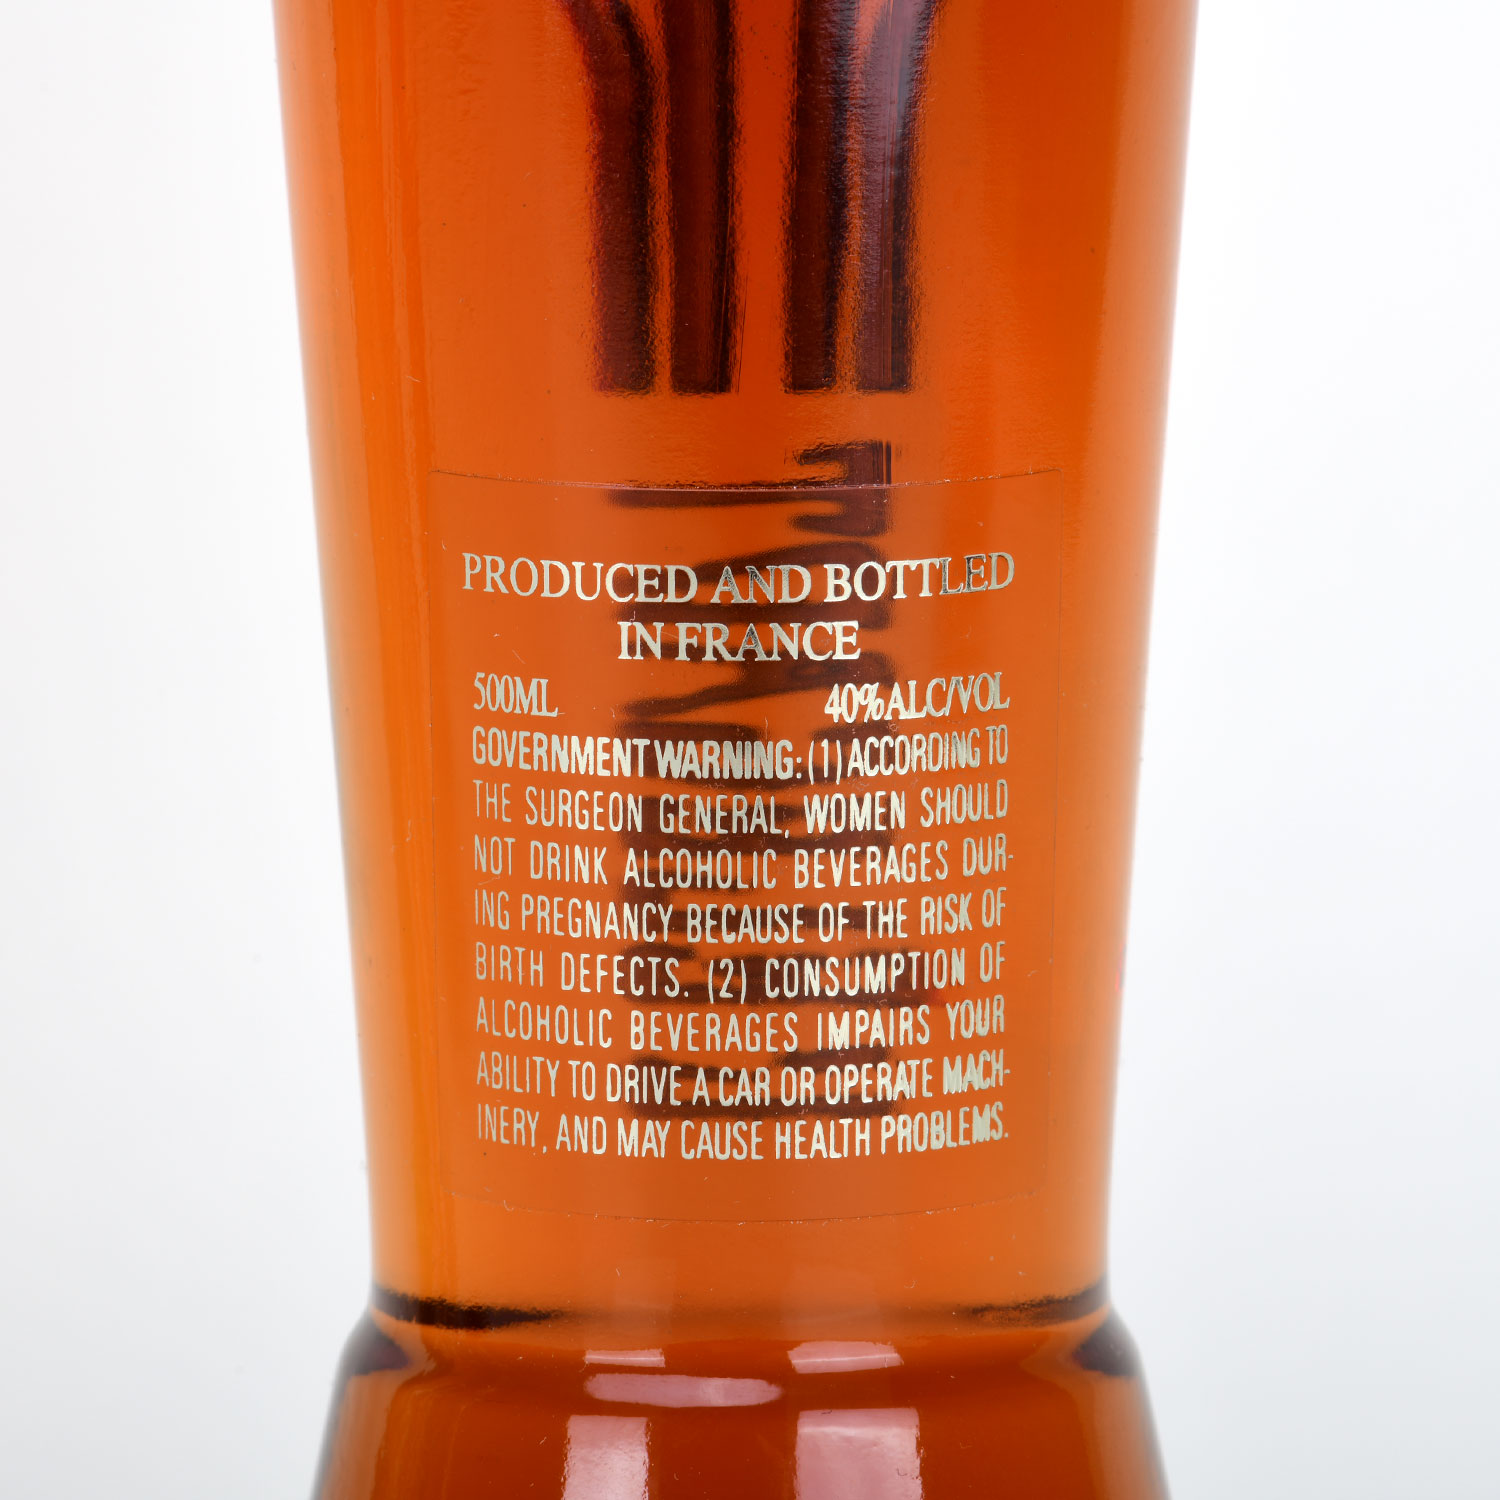 PRODUCED AND BOTTLED
IN FRANCE
500ML 40%ALC/VOL
GOVERNMENT WARNING: (1) ACCORDING TO
THE SURGEON GENERAL, WOMEN SHOULD
NOT DRINK ALCOHOLIC BEVERAGES DUR-
ING PREGNANCY BECAUSE OF THE RISK OF
BIRTH DEFECTS. (2) CONSUMPTION OF
ALCOHOLIC BEVERAGES IMPAIRS YOUR
ABILITY TO DRIVE A CAR OR OPERATE MACH-
INERY, AND MAY CAUSE HEALTH PROBLEMS.